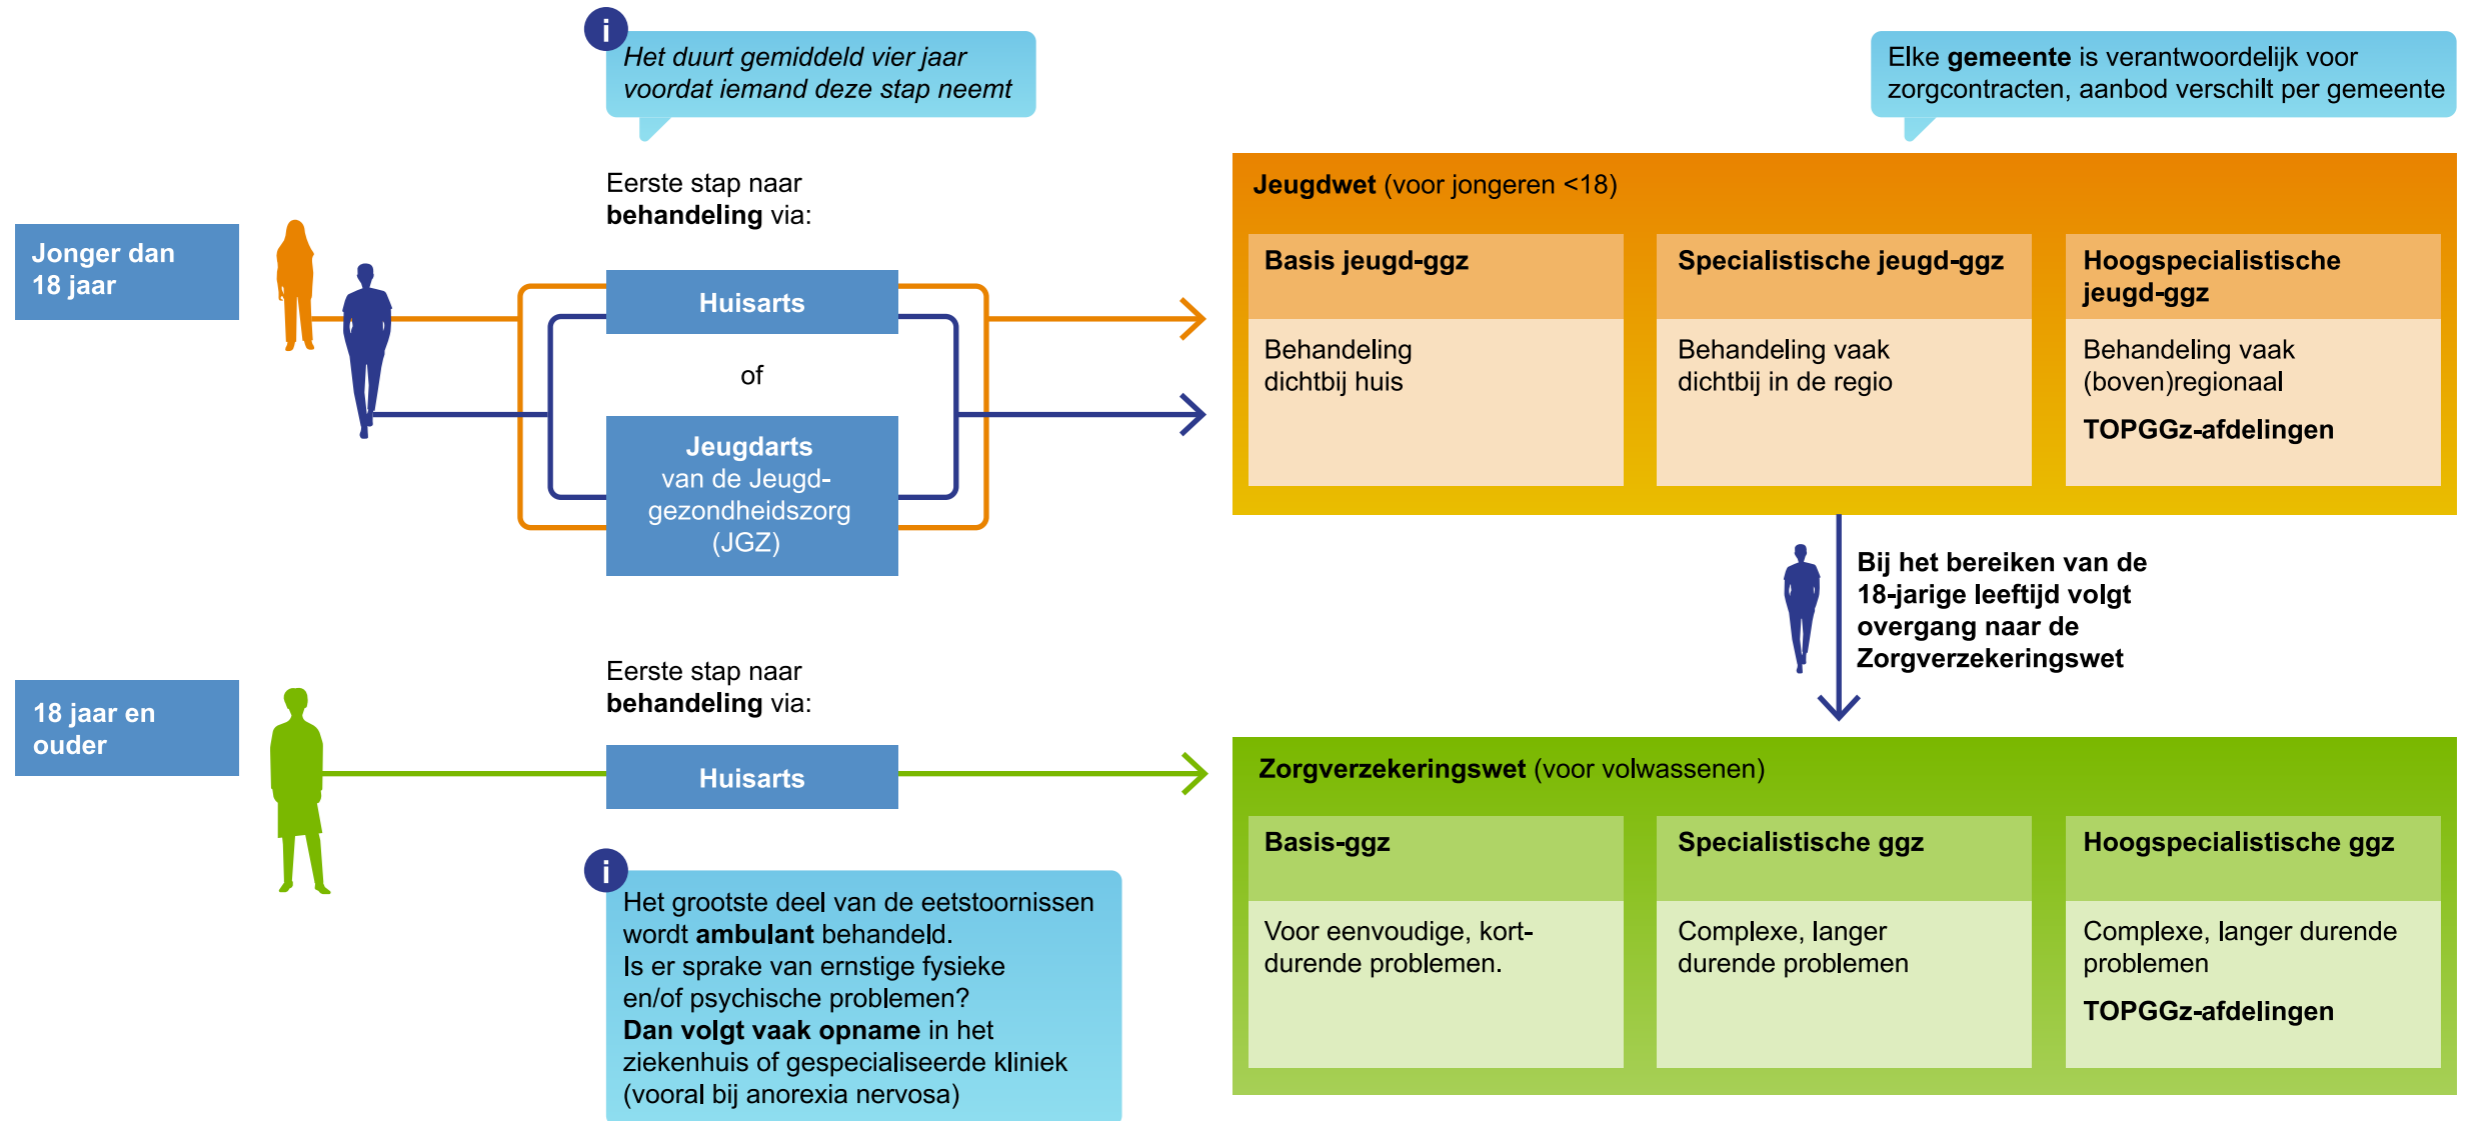 i
Het duurt gemiddeld vier jaar
voordat iemand deze stap neemt
Elke gemeente is verantwoordelijk voor
zorgcontracten, aanbod verschilt per gemeente
Jonger dan
18 jaar
Eerste stap naar
behandeling via:
Huisarts
of
Jeugdarts
van de Jeugd-
gezondheidszorg
(JGZ)
Jeugdwet (voor jongeren <18)
Basis jeugd-ggz
Behandeling
dichtbij huis
Specialistische jeugd-ggz
Behandeling vaak
dichtbij in de regio
Hoogspecialistische
jeugd-ggz
Behandeling vaak
(boven)regionaal
TOPGGz-afdelingen
Bij het bereiken van de
18-jarige leeftijd volgt
overgang naar de
Zorgverzekeringswet
18 jaar en
ouder
Eerste stap naar
behandeling via:
Huisarts
i
Het grootste deel van de eetstoornissen
wordt ambulant behandeld.
Is er sprake van ernstige fysieke
en/of psychische problemen?
Dan volgt vaak opname in het
ziekenhuis of gespecialiseerde kliniek
(vooral bij anorexia nervosa)
Zorgverzekeringswet (voor volwassenen)
Basis-ggz
Voor eenvoudige, kort-
durende problemen.
Specialistische ggz
Complexe, langer
durende problemen
Hoogspecialistische ggz
Complexe, langer durende
problemen
TOPGGz-afdelingen